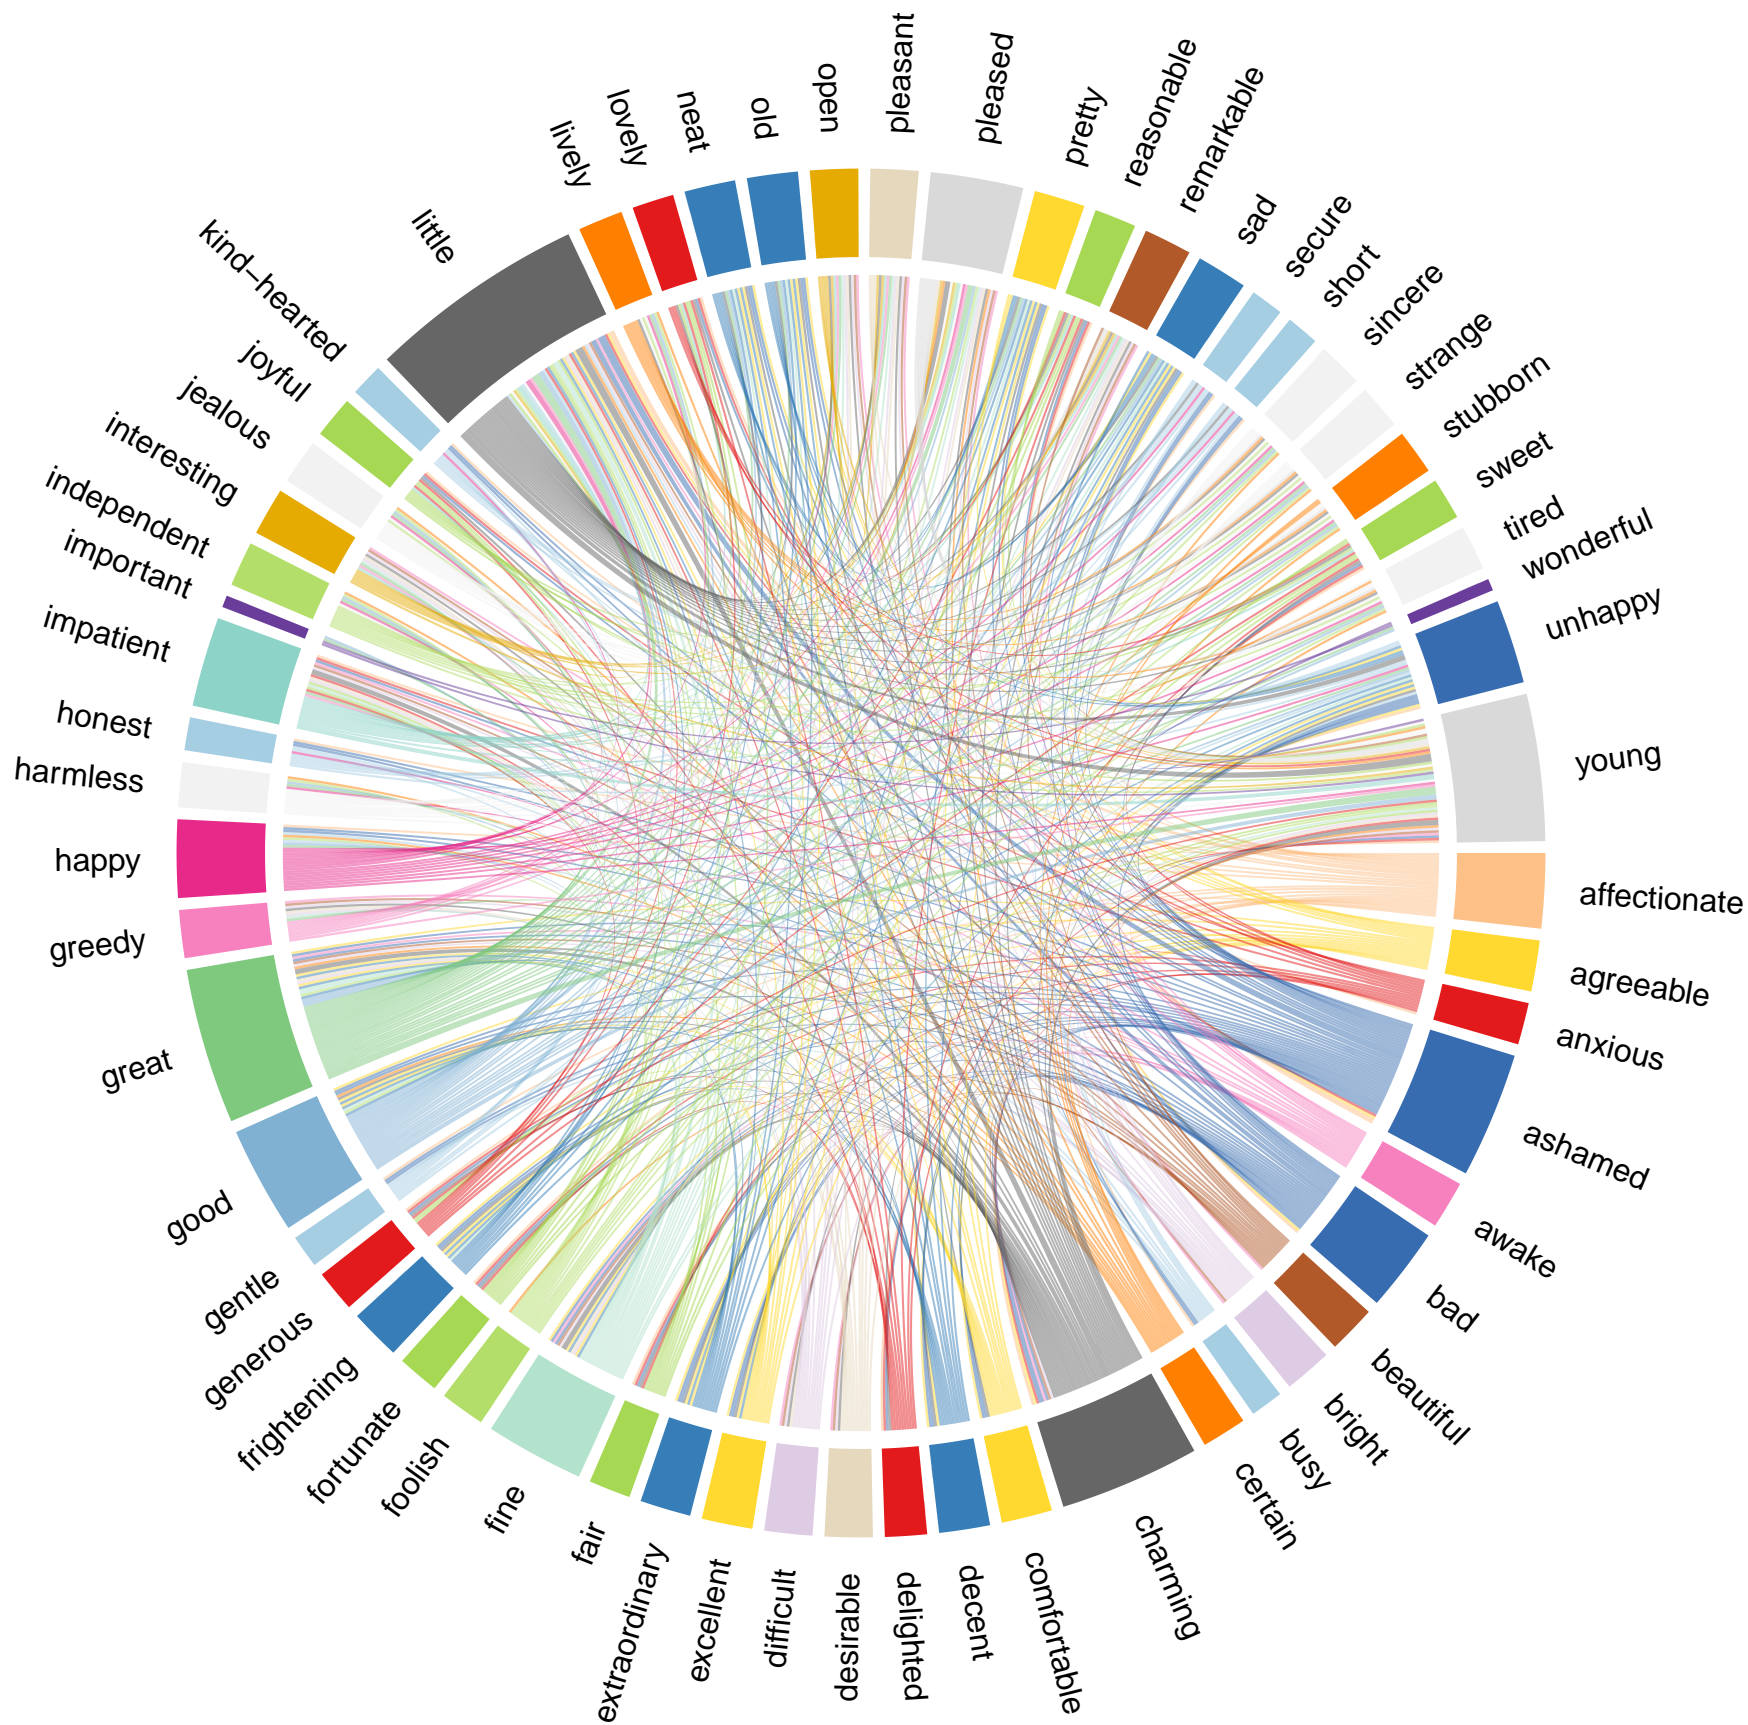 affectionate
agreeable
anxious
ashamed
awake
bad
beautiful
bright
busy
certain
charming
comfortable
decent
delighted
desirable
difficult
excellent
extraordinary
fair
fine
foolish
fortunate
frightening
generous
gentle
good
great
greedy
happy
harmless
honest
impatient
important
independent
interesting
jealous
joyful
kind−hearted
little
lively
lovely
neat
old
open
pleasant
pleased
pretty
reasonable
remarkable
sad
secure
short
sincere
strange
stubborn
sweet
tired
wonderful
unhappy
young